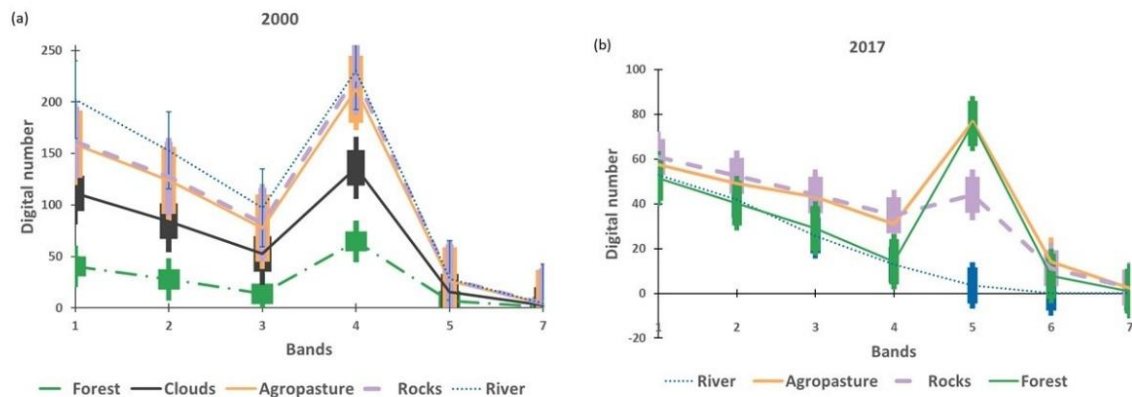 (a)
2000
250
200
150
100
50
0
Digital number
1 2 3 4 5 7
Bands
Forest Clouds Agropasture Rocks River
(b)
2017
100
80
60
40
20
0
-20
Digital number
1 2 3 4 5 6 7
Bands
River Agropasture Rocks Forest